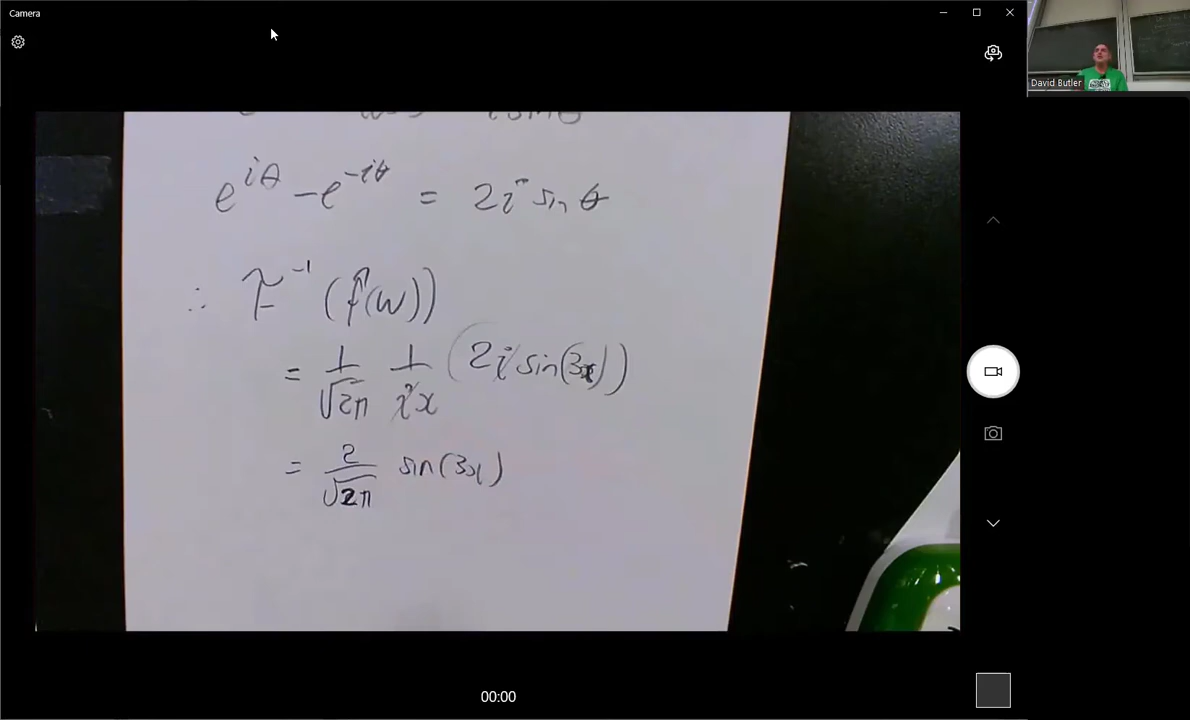 Camera
David Butler
e^{iθ} - e^{-iθ} = 2i sin θ
∴ F^{-1}(f̂(w))
= 1/√2π 1/ix (2i sin(3x))
= 2/√2π sin(3x)
00:00